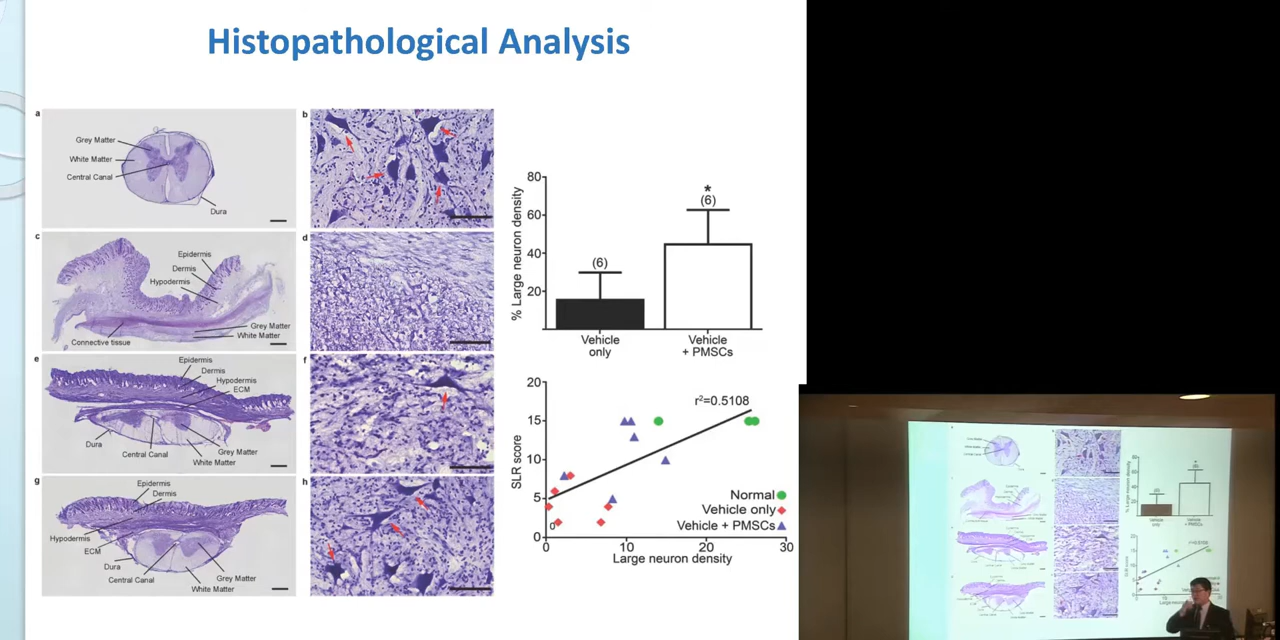 Histopathological Analysis
a
Grey Matter
White Matter
Central Canal
Dura
b
c
Epidermis
Dermis
Hypodermis
Grey Matter
White Matter
Connective tissue
d
e
Epidermis
Dermis
Hypodermis
ECM
Dura
Central Canal
Grey Matter
White Matter
f
g
Epidermis
Dermis
Hypodermis
ECM
Dura
Central Canal
Grey Matter
White Matter
h
% Large neuron density
80
60
40
20
(6)
*
(6)
Vehicle
only
Vehicle
+ PMSCs
SLR score
20
15
10
5
0
0
r²=0.5108
Normal
Vehicle only
Vehicle + PMSCs
0 10 20 30
Large neuron density